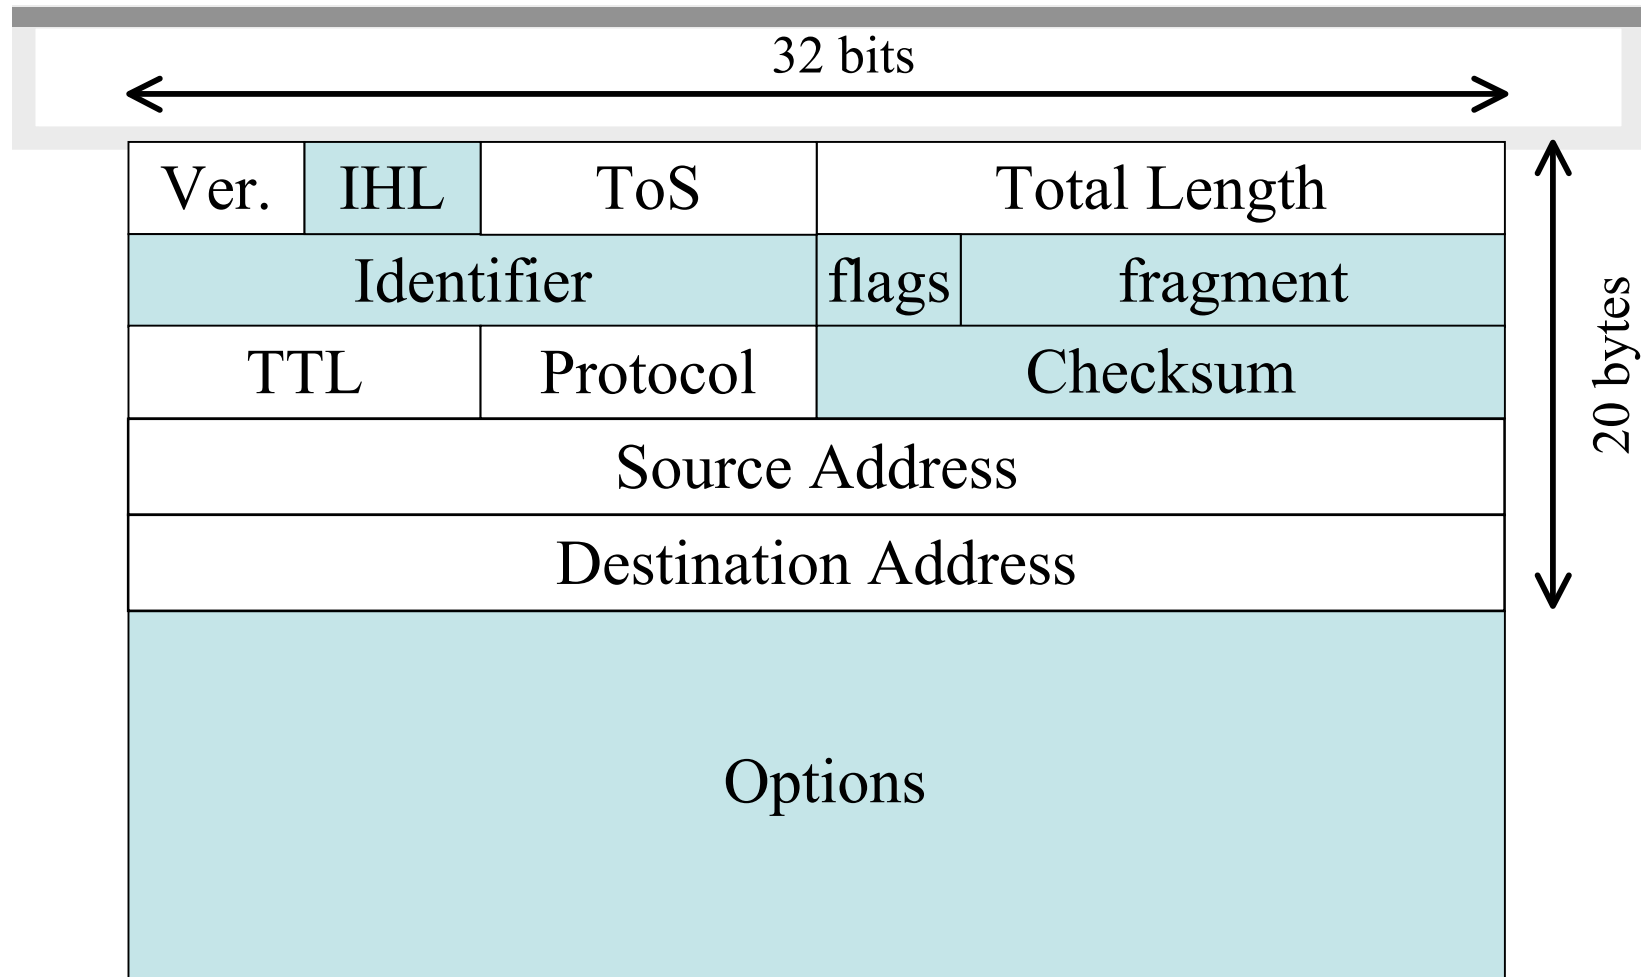 32 bits
Ver. IHL ToS Total Length
Identifier flags fragment
TTL Protocol Checksum
Source Address
Destination Address
Options
20 bytes